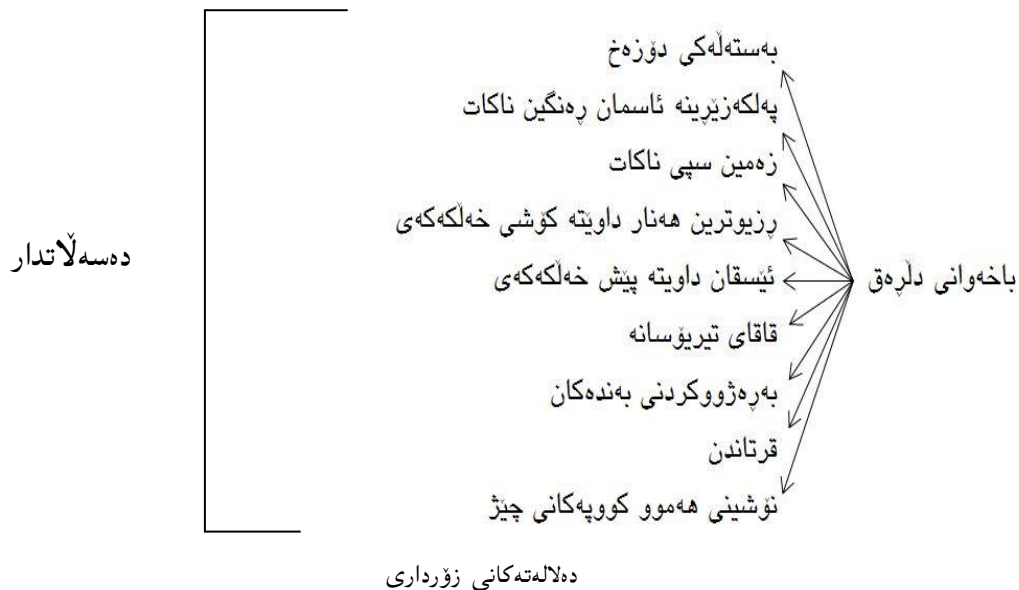 باخەوانی دڵڕەق
بەستەڵەکی دۆزەخ
پەلکەزێڕینە ئاسمان ڕەنگین ناکات
زەمین سپی ناکات
ڕزیوترین هەنار داوێتە کۆشی خەڵکەکەی
ئێسقان داویتە پێش خەڵکەکەی
قاقای تیریۆسانە
بەڕەژووکردنی بەندەکان
قرتاندن
نۆشینی هەموو کووپەکانی چێژ
دەسەڵاتدار
دەلالەتەکانی زۆرداری